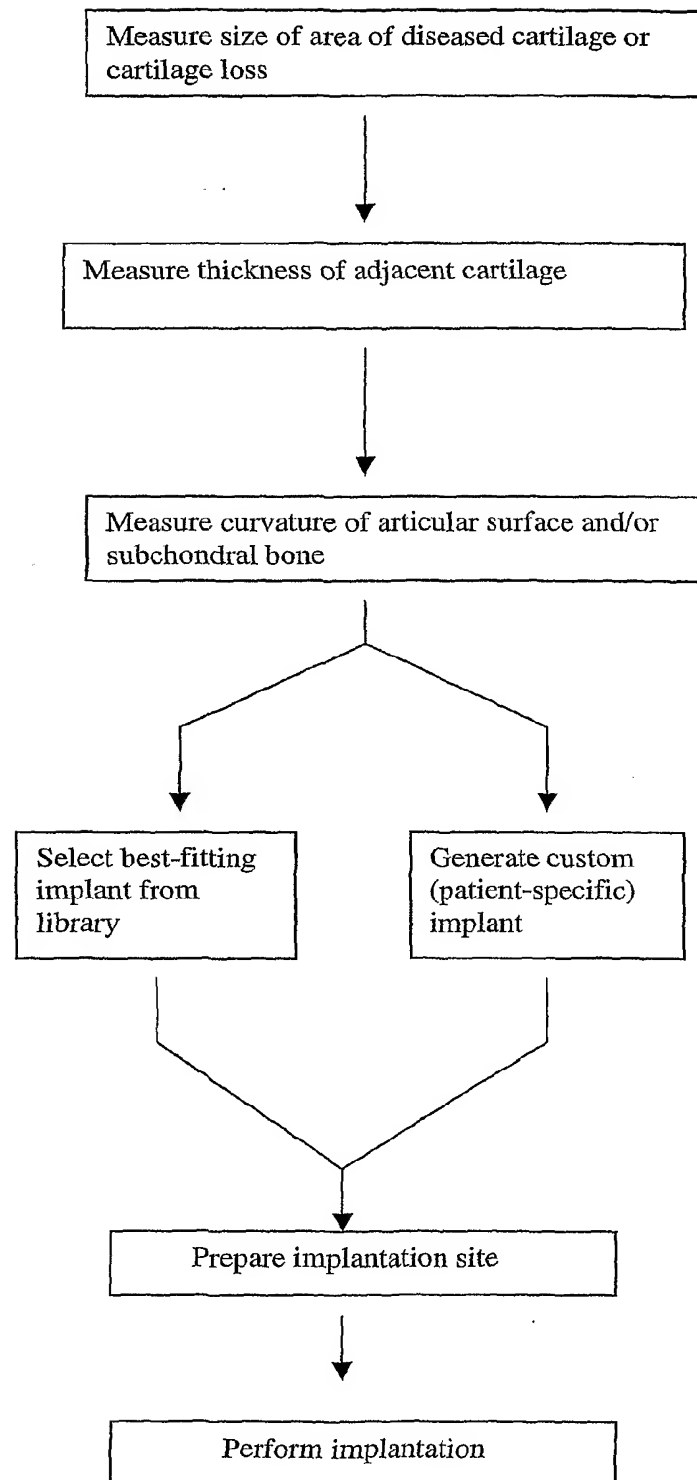 Measure size of area of diseased cartilage or
cartilage loss
Measure thickness of adjacent cartilage
Measure curvature of articular surface and/or
subchondral bone
Select best-fitting
implant from
library
Generate custom
(patient-specific)
implant
Prepare implantation site
Perform implantation